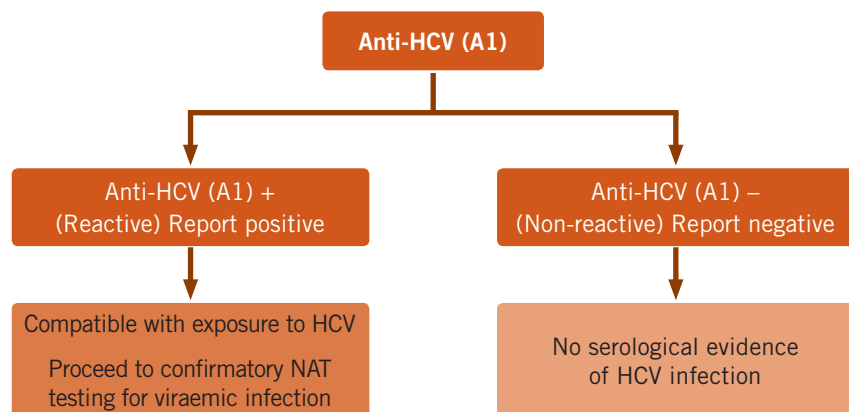 Anti-HCV (A1)
Anti-HCV (A1) +
(Reactive) Report positive
Anti-HCV (A1) –
(Non-reactive) Report negative
Compatible with exposure to HCV
Proceed to confirmatory NAT
testing for viraemic infection
No serological evidence
of HCV infection